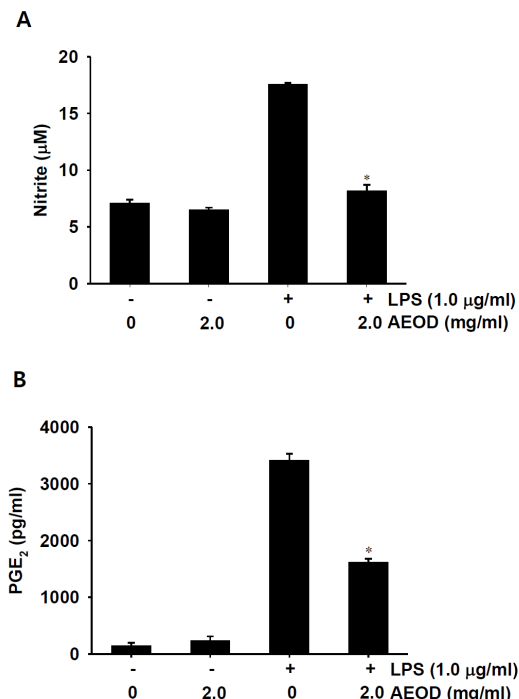 A
20
15
10
5
0
Nitrite (μM)
*
- - + + LPS (1.0 μg/ml)
0 2.0 0 2.0 AEOD (mg/ml)
B
4000
3000
2000
1000
0
PGE2 (pg/ml)
*
- - + + LPS (1.0 μg/ml)
0 2.0 0 2.0 AEOD (mg/ml)